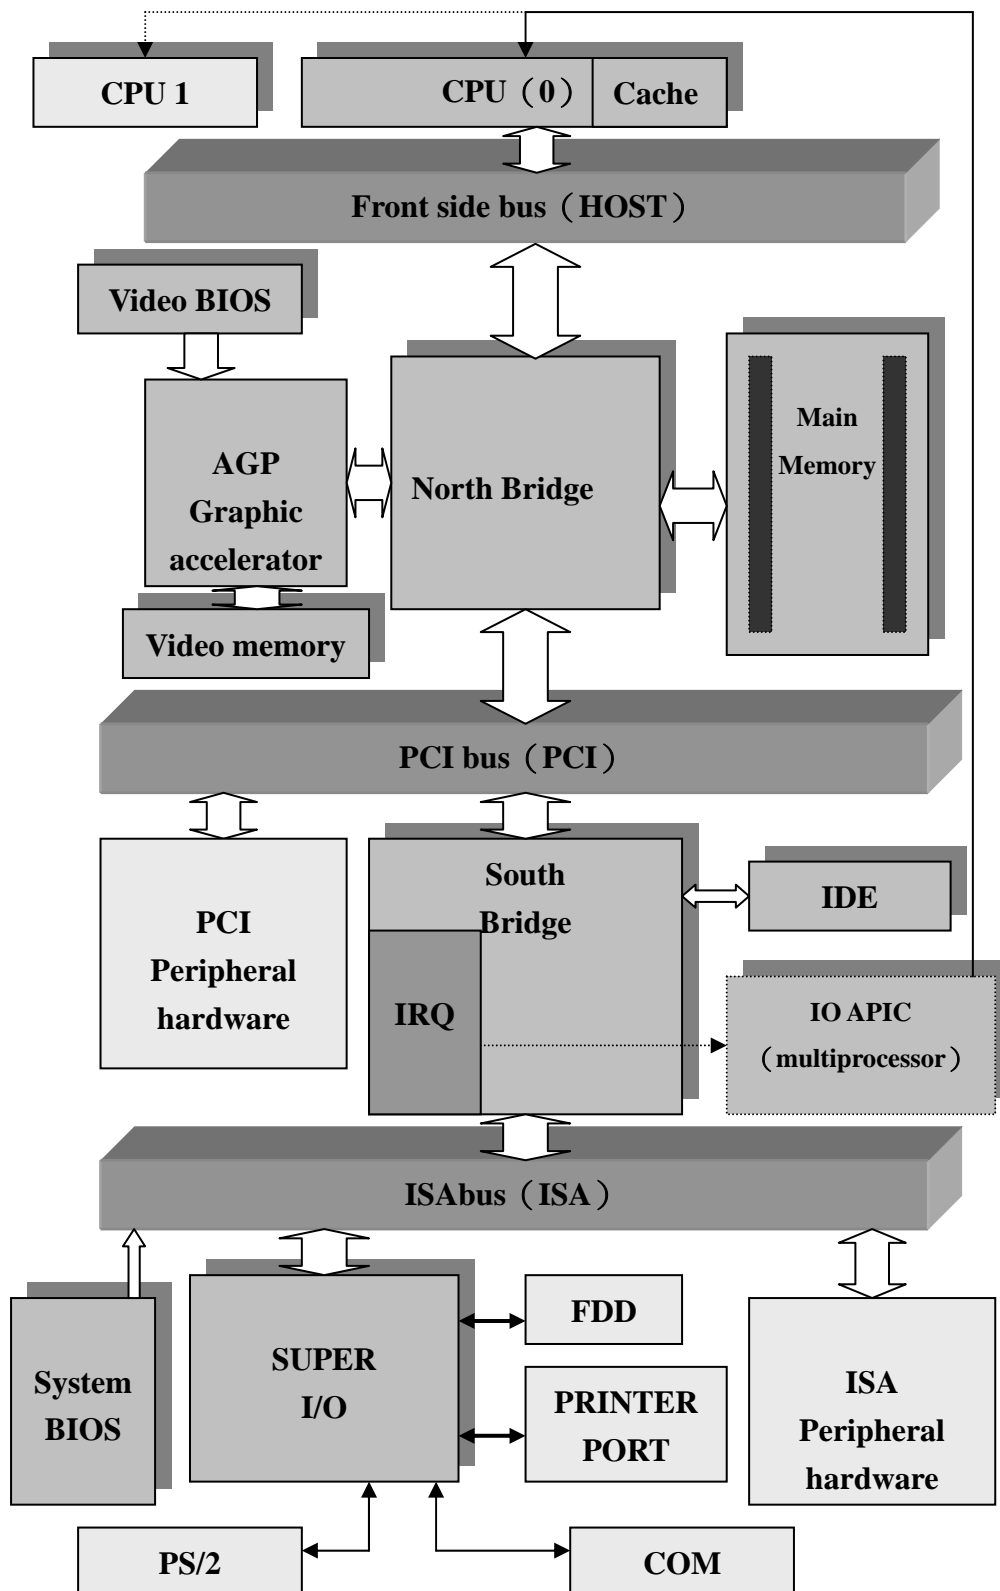 CPU 1
CPU（0）
Cache
Front side bus（HOST）
Video BIOS
AGP
Graphic
accelerator
North Bridge
Main
Memory
Video memory
PCI bus（PCI）
PCI
Peripheral
hardware
South
Bridge
IDE
IRQ
IO APIC
（multiprocessor）
ISAbus（ISA）
System
BIOS
SUPER
I/O
FDD
PRINTER
PORT
ISA
Peripheral
hardware
PS/2
COM